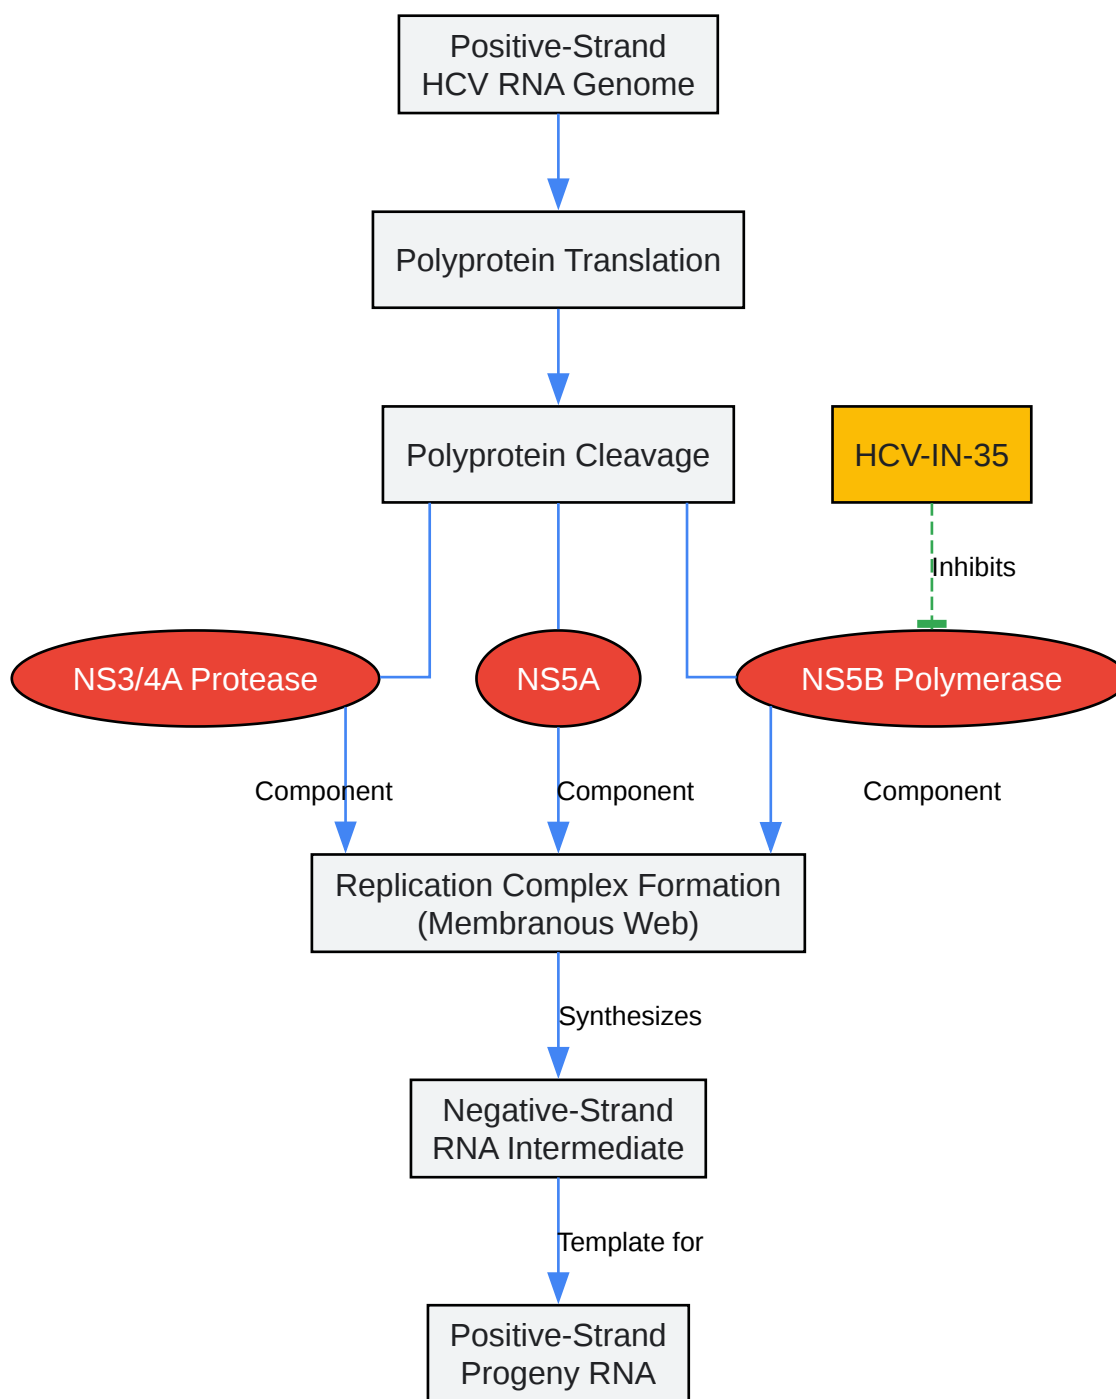 Positive-Strand
HCV RNA Genome
Polyprotein Translation
Polyprotein Cleavage
HCV-IN-35
Inhibits
NS3/4A Protease
NS5A
NS5B Polymerase
Component
Component
Component
Replication Complex Formation
(Membranous Web)
Synthesizes
Negative-Strand
RNA Intermediate
Template for
Positive-Strand
Progeny RNA